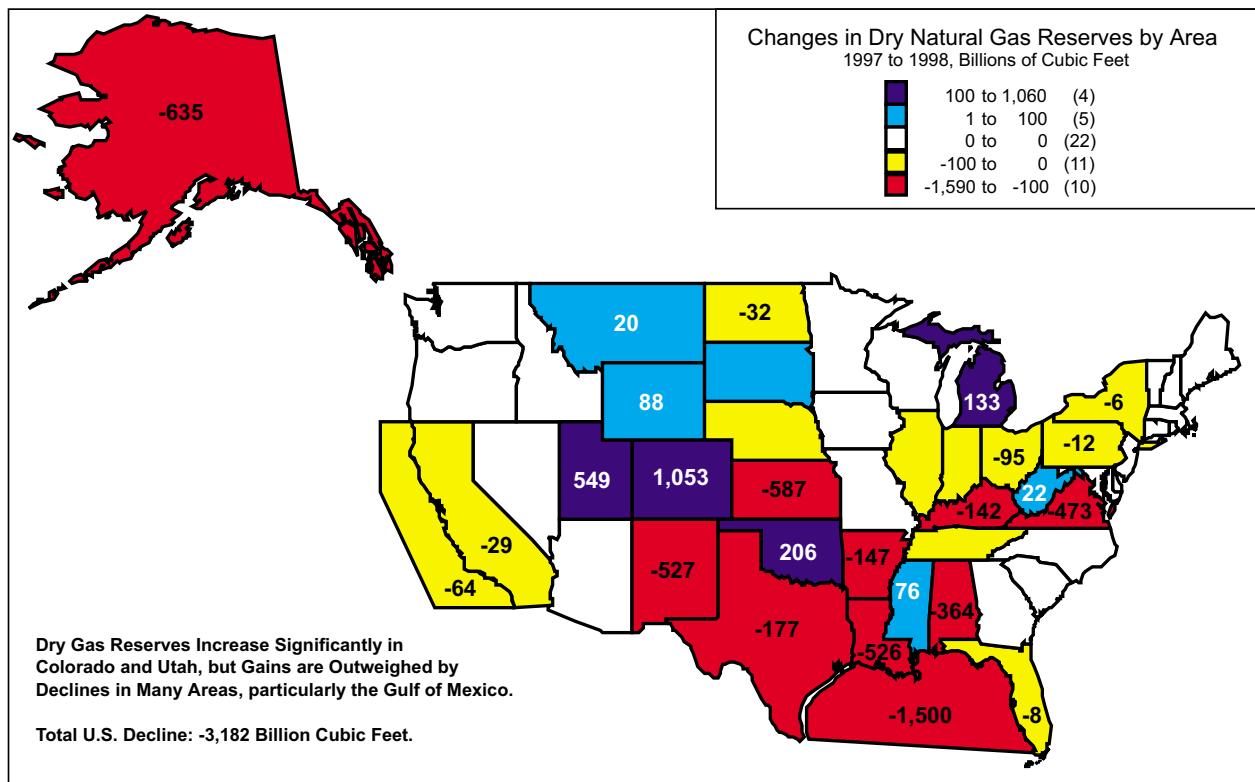 Changes in Dry Natural Gas Reserves by Area
1997 to 1998, Billions of Cubic Feet
100 to 1,060 (4)
1 to 100 (5)
0 to 0 (22)
-100 to 0 (11)
-1,590 to -100 (10)
-635
20
-32
88
133
-6
-12
-95
549
1,053
-587
22
-142
-473
-29
206
-147
-527
-64
76
-364
-177
-526
-1,500
-8
Dry Gas Reserves Increase Significantly in
Colorado and Utah, but Gains are Outweighed by
Declines in Many Areas, particularly the Gulf of Mexico.
Total U.S. Decline: -3,182 Billion Cubic Feet.